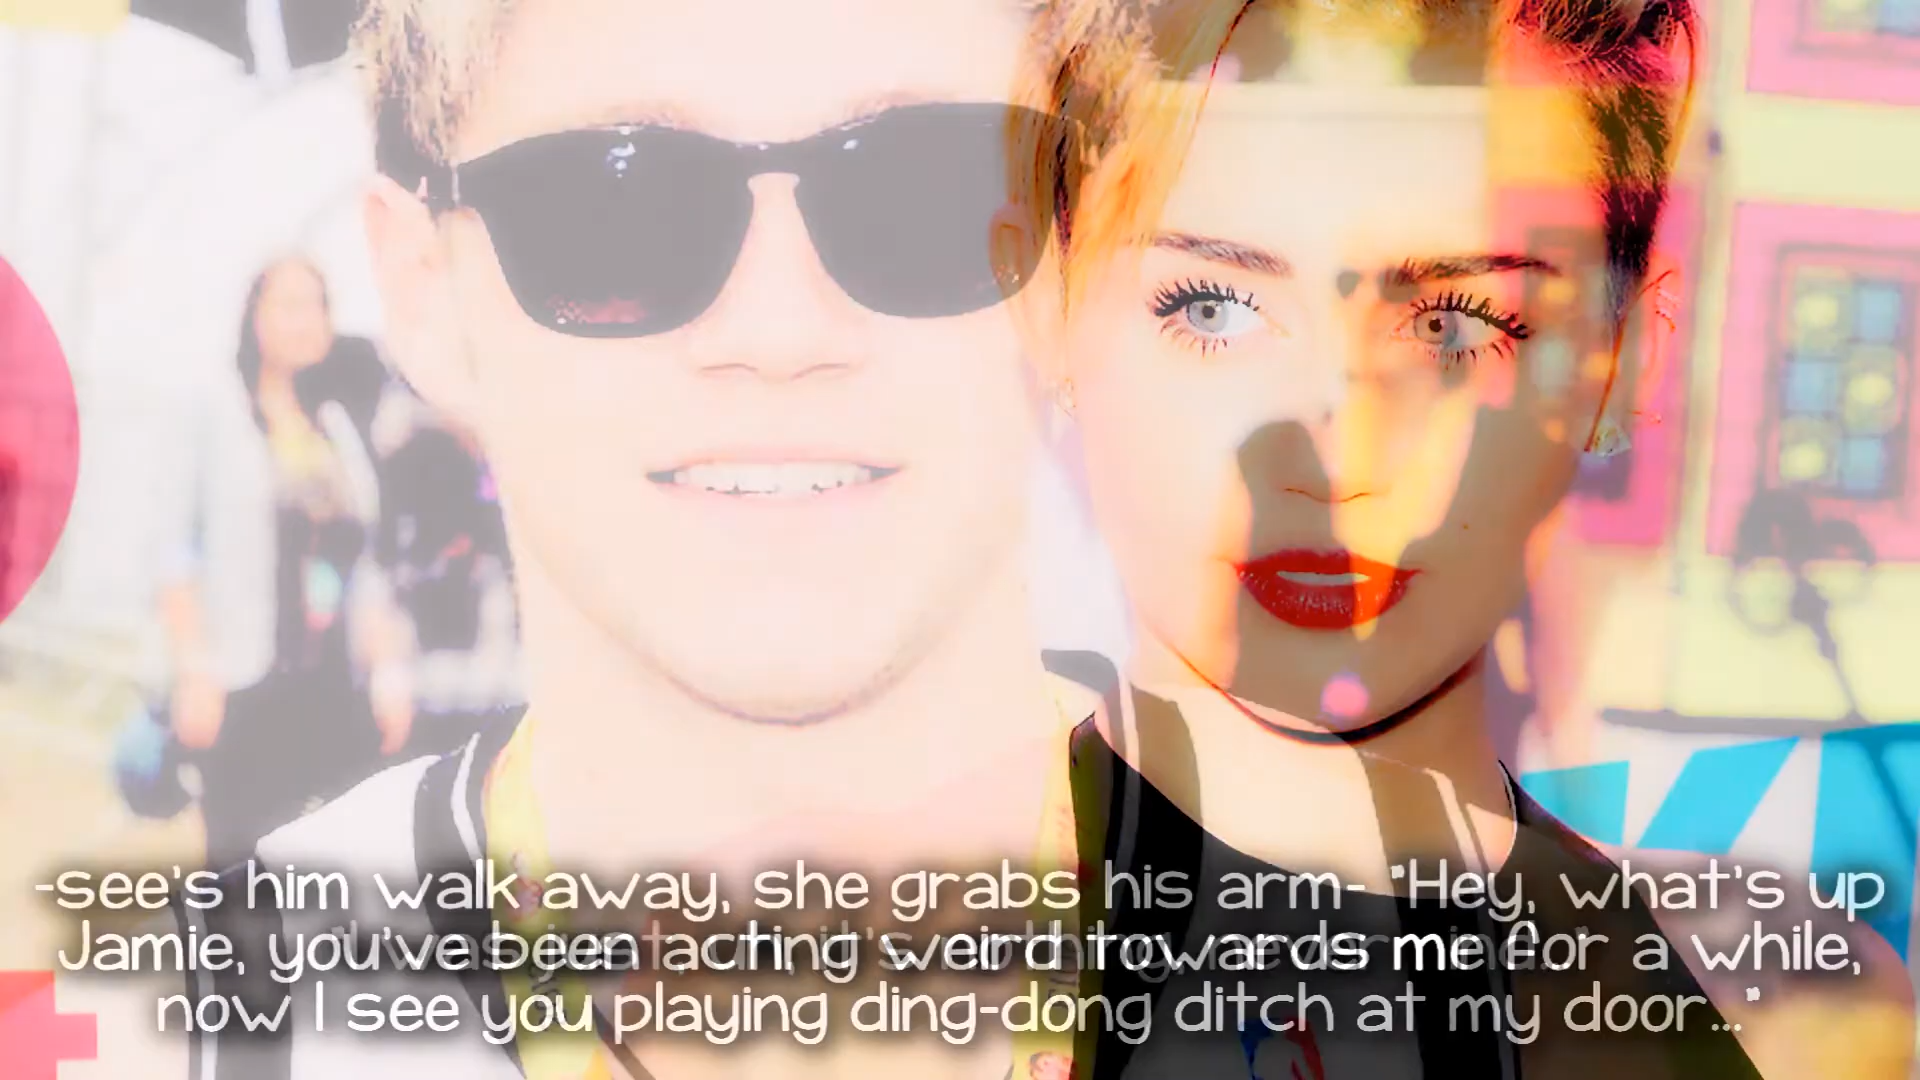 -see's him walk away, she grabs his arm- "Hey, what's up
Jamie, you've been acting weird towards me for a while,
now I see you playing ding-dong ditch at my door..."